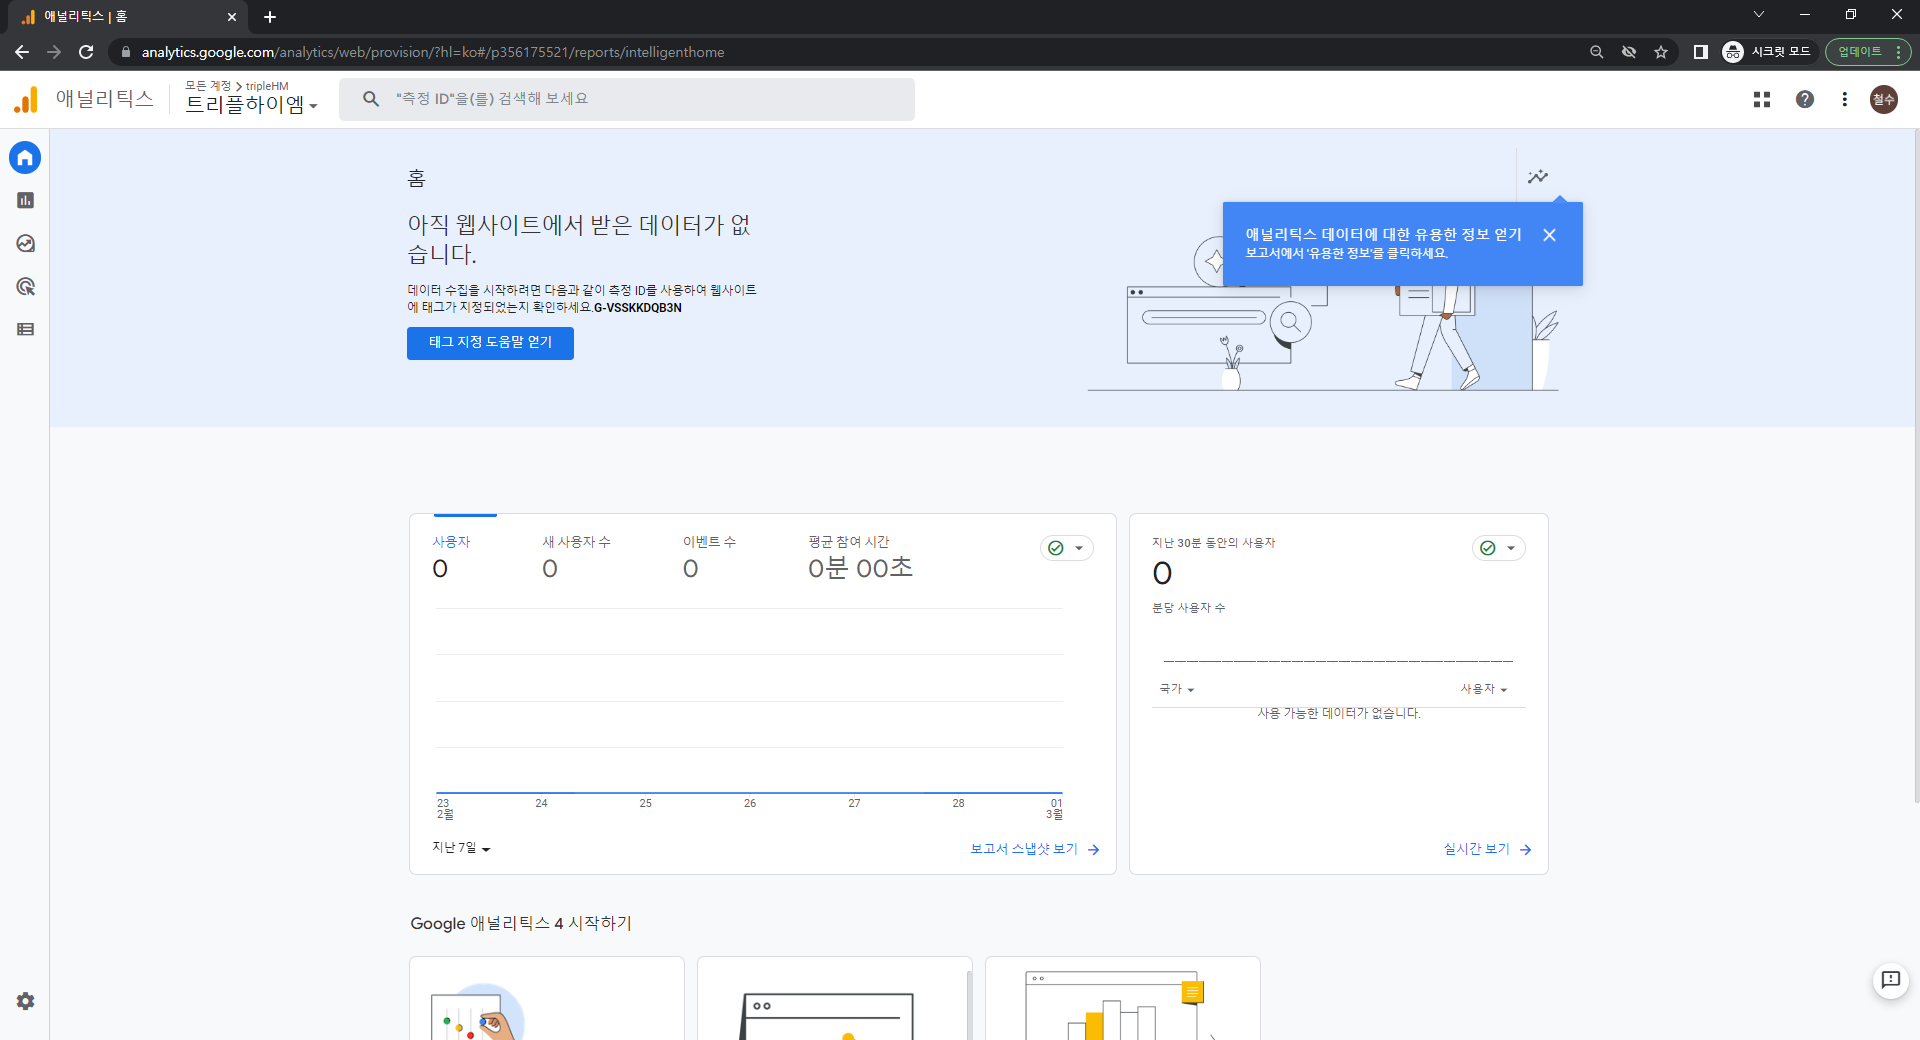 애널리틱스 | 홈
analytics.google.com/analytics/web/provision/?hl=ko#/p356175521/reports/intelligenthome
시크릿 모드
업데이트
애널리틱스
모든 계정 > tripleHM
트리플하이엠
"측정 ID"을(를) 검색해 보세요
철수
홈
아직 웹사이트에서 받은 데이터가 없
습니다.
데이터 수집을 시작하려면 다음과 같이 측정 ID를 사용하여 웹사이트
에 태그가 지정되었는지 확인하세요.G-VSSKKDQB3N
태그 지정 도움말 얻기
애널리틱스 데이터에 대한 유용한 정보 얻기
보고서에서 '유용한 정보'를 클릭하세요.
사용자 새 사용자 수 이벤트 수 평균 참여 시간
0 0 0 0분 00초
23 24 25 26 27 28 01
2월 3월
지난 7일
보고서 스냅샷 보기
지난 30분 동안의 사용자
0
분당 사용자 수
국가 사용자
사용 가능한 데이터가 없습니다.
실시간 보기
Google 애널리틱스 4 시작하기